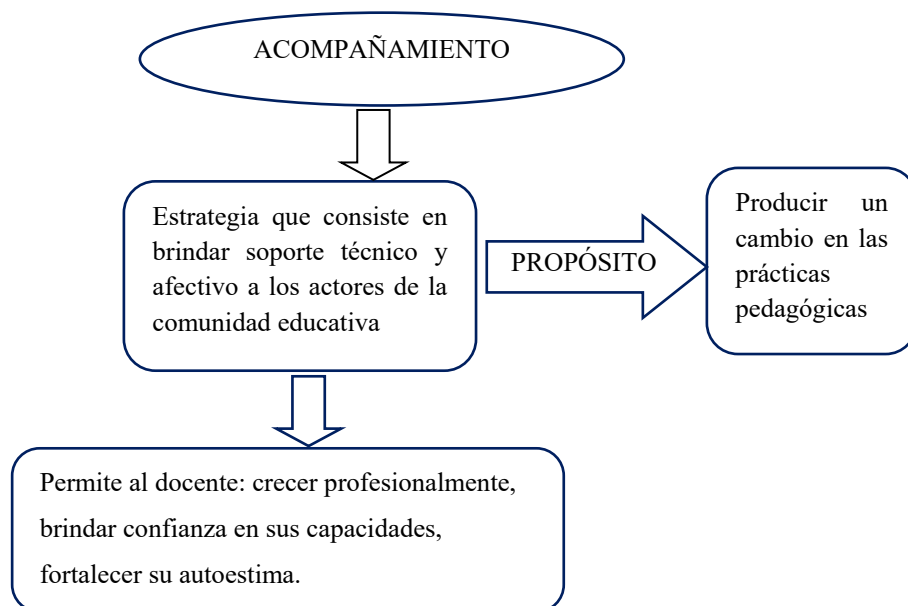 ACOMPAÑAMIENTO
Estrategia que consiste en
brindar soporte técnico y
afectivo a los actores de la
comunidad educativa
PROPÓSITO
Producir un
cambio en las
prácticas
pedagógicas
Permite al docente: crecer profesionalmente,
brindar confianza en sus capacidades,
fortalecer su autoestima.